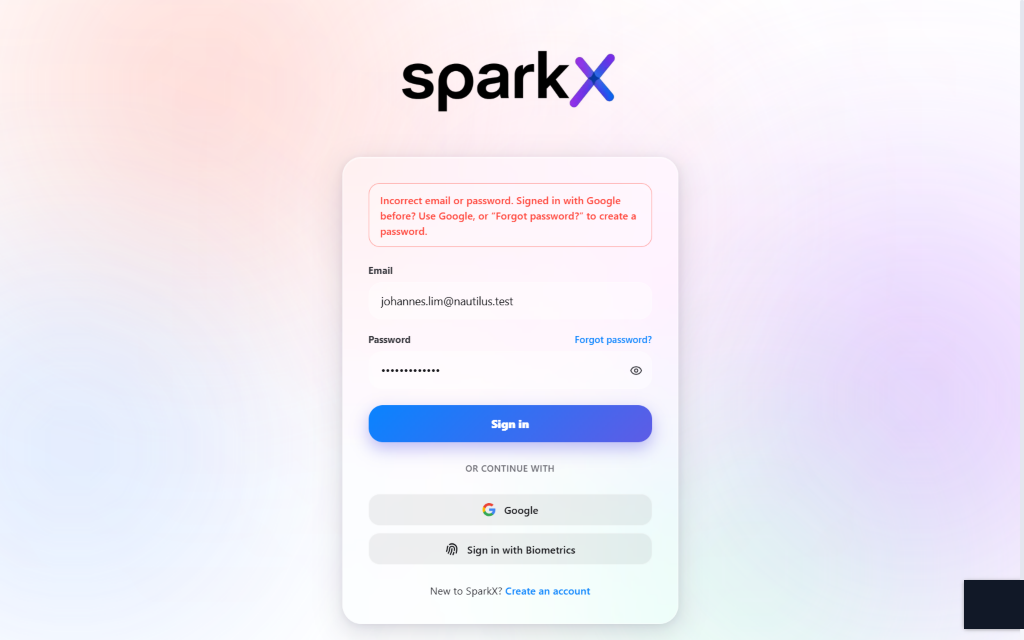 sparkX
Incorrect email or password. Signed in with Google
before? Use Google, or "Forgot password?" to create a
password.
Email
johannes.lim@nautilus.test
Password Forgot password?
•••••••••••••
Sign in
OR CONTINUE WITH
Google
Sign in with Biometrics
New to SparkX? Create an account